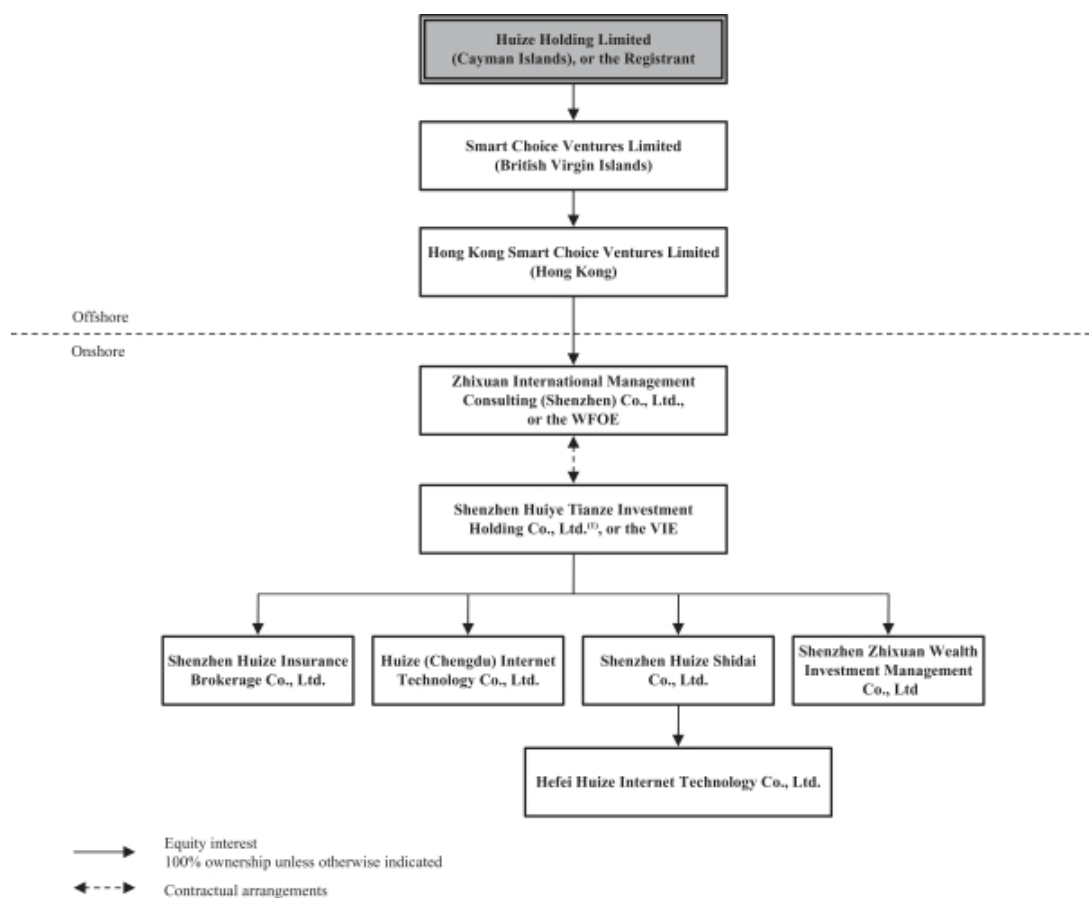 Huize Holding Limited
(Cayman Islands), or the Registrant
Smart Choice Ventures Limited
(British Virgin Islands)
Hong Kong Smart Choice Ventures Limited
(Hong Kong)
Offshore
Onshore
Zhixuan International Management
Consulting (Shenzhen) Co., Ltd.,
or the WFOE
Shenzhen Huiye Tianze Investment
Holding Co., Ltd.(1), or the VIE
Shenzhen Huize Insurance
Brokerage Co., Ltd.
Huize (Chengdu) Internet
Technology Co., Ltd.
Shenzhen Huize Shidai
Co., Ltd.
Shenzhen Zhixuan Wealth
Investment Management
Co., Ltd
Hefei Huize Internet Technology Co., Ltd.
Equity interest
100% ownership unless otherwise indicated
Contractual arrangements